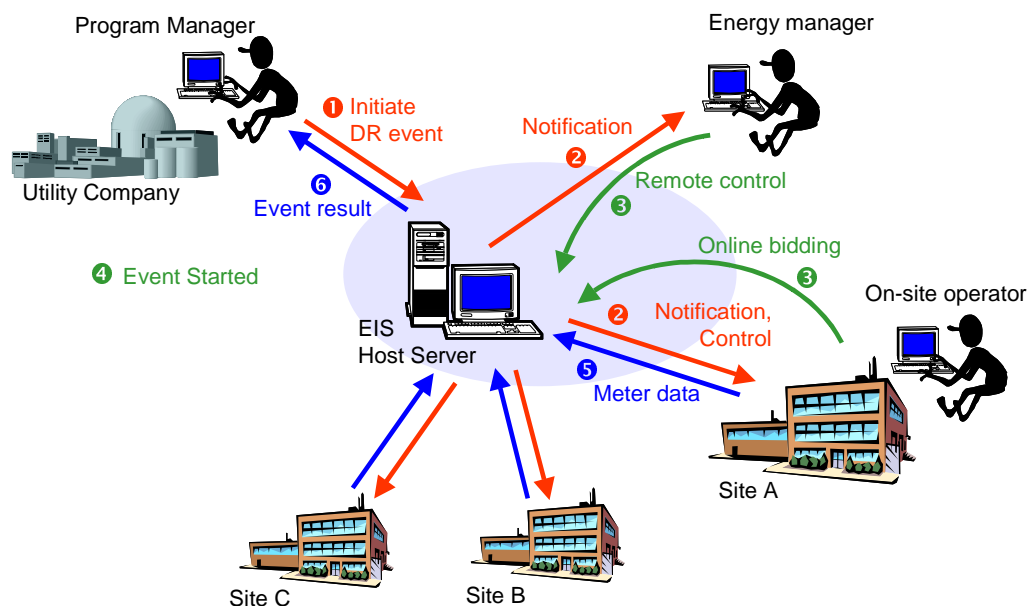 Program Manager
Energy manager
❶ Initiate
DR event
Notification
❷
Utility Company
❻
Event result
Remote control
❸
❹ Event Started
Online bidding
❸
On-site operator
EIS
Host Server
❷ Notification,
Control
❺
Meter data
Site A
Site C
Site B